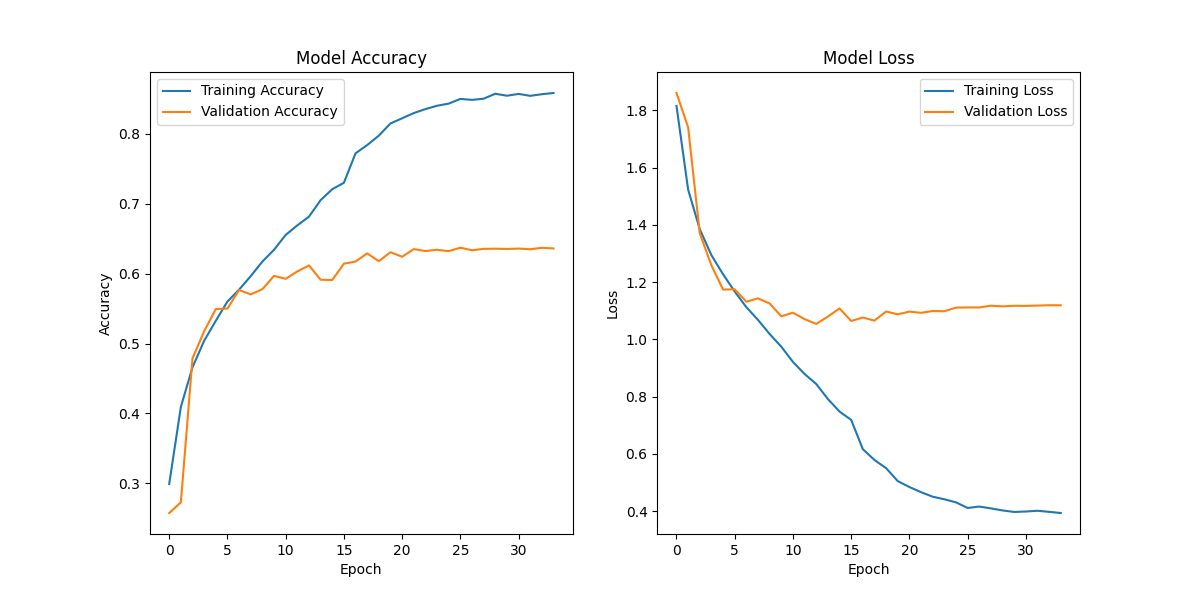 Model Accuracy
Training Accuracy
Validation Accuracy
Accuracy
0.8
0.7
0.6
0.5
0.4
0.3
0 5 10 15 20 25 30
Epoch
Model Loss
Training Loss
Validation Loss
Loss
1.8
1.6
1.4
1.2
1.0
0.8
0.6
0.4
0 5 10 15 20 25 30
Epoch